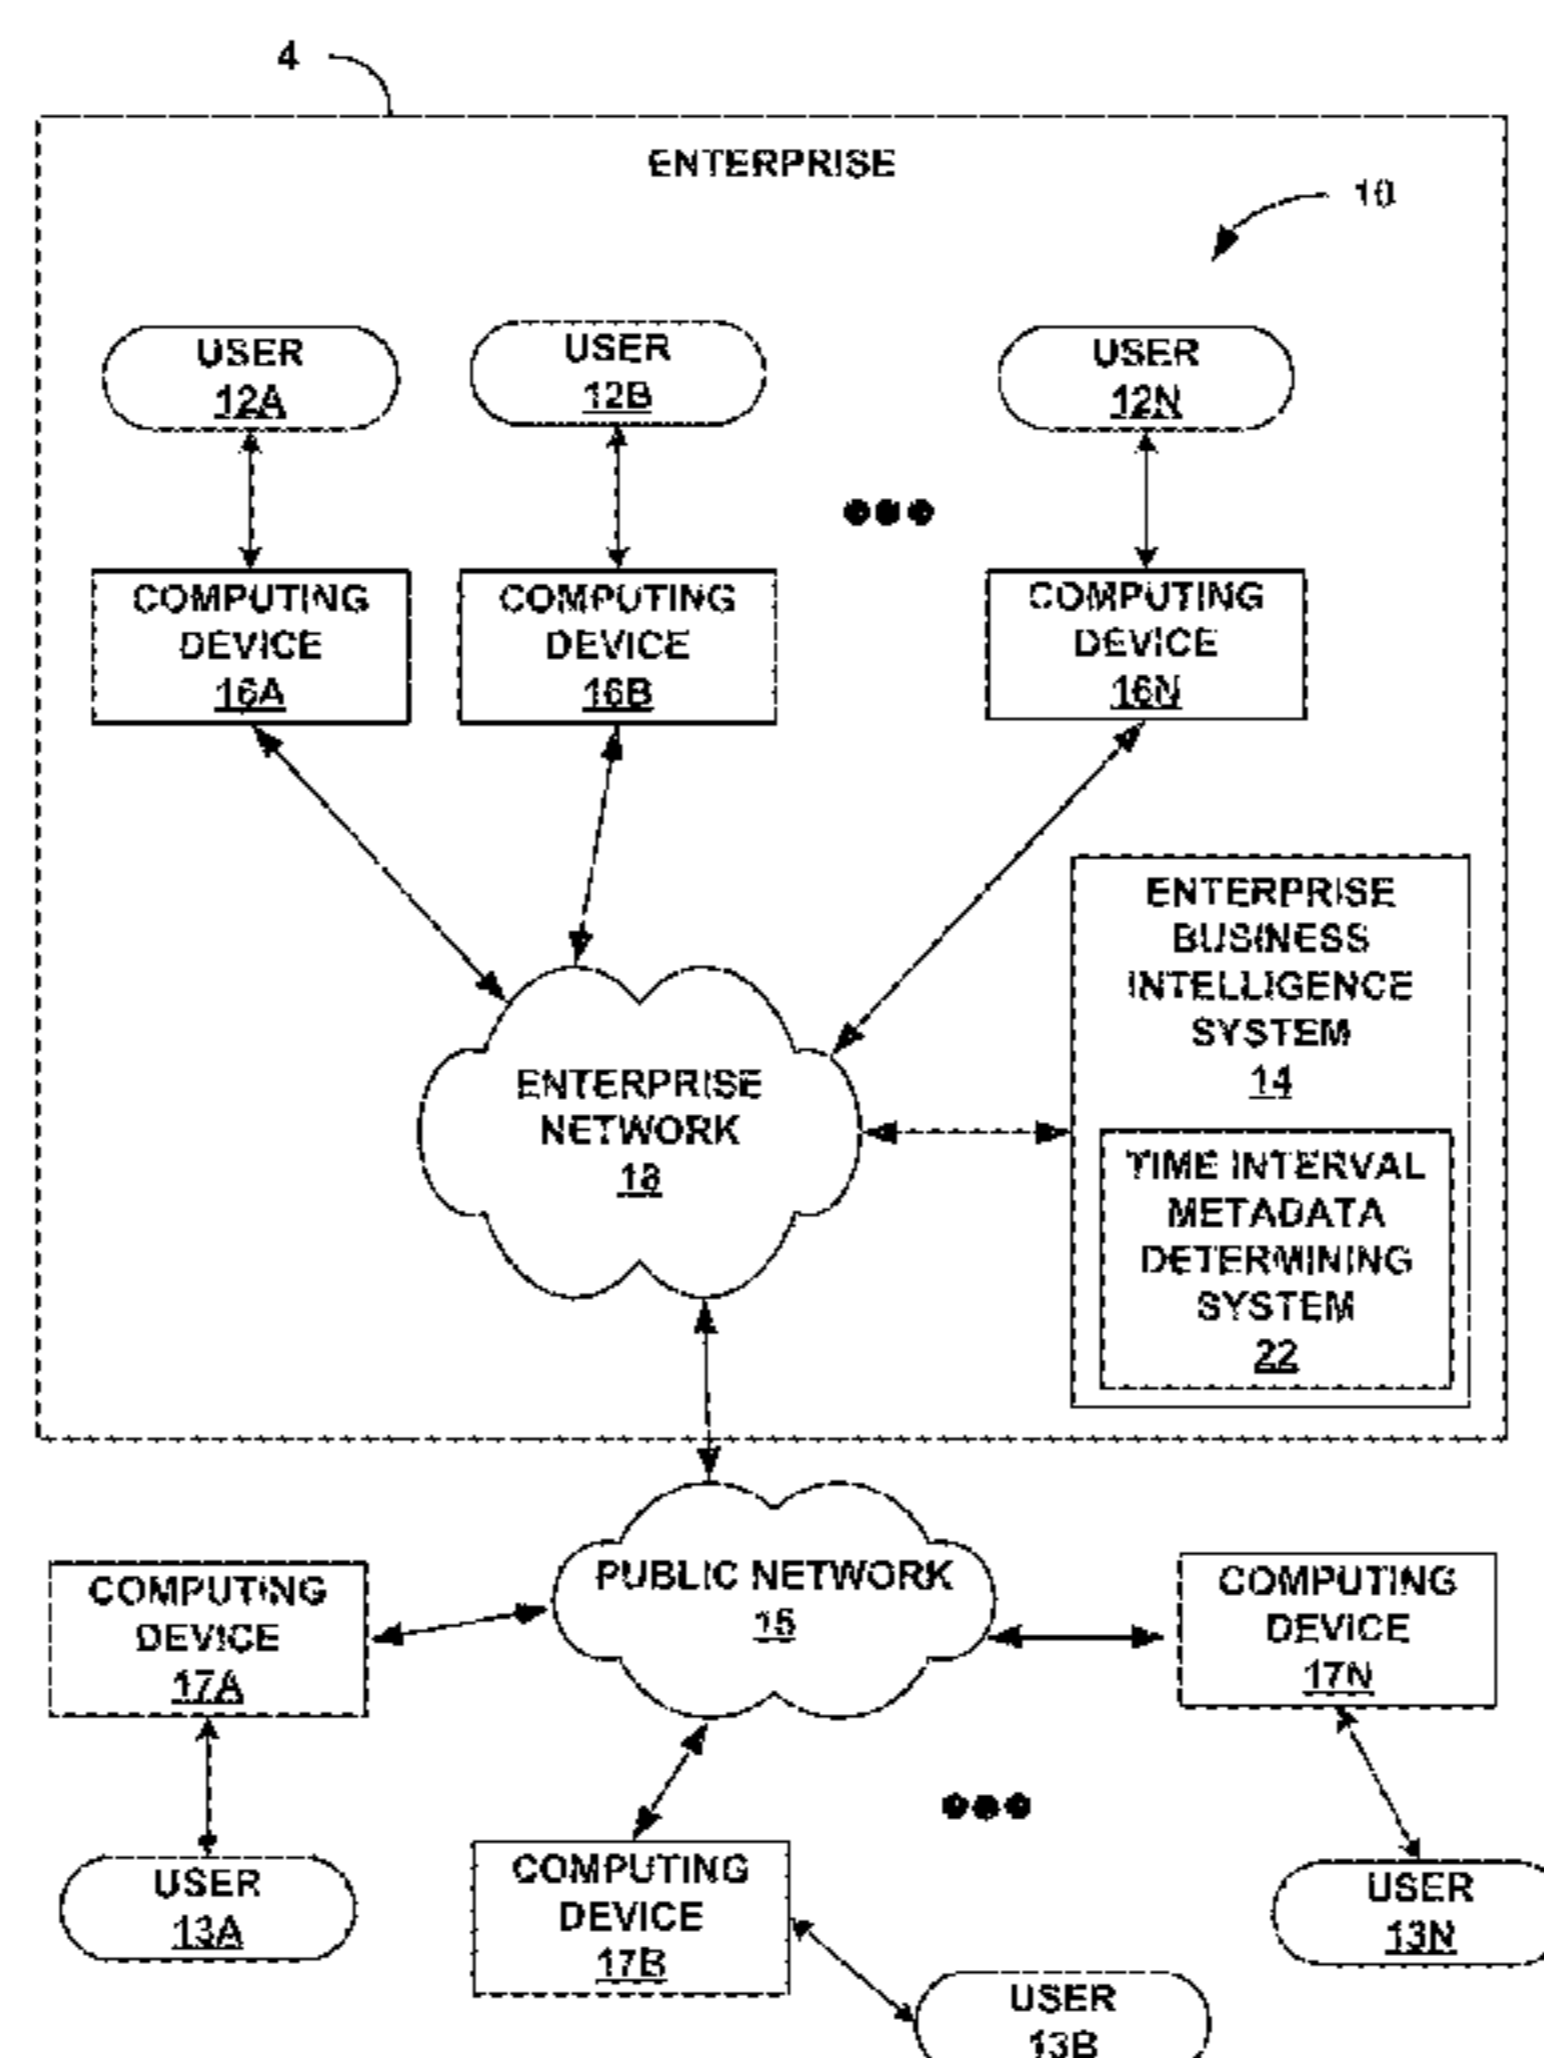 4
ENTERPRISE
10
USER
12A
USER
12B
USER
12N
COMPUTING
DEVICE
16A
COMPUTING
DEVICE
16B
COMPUTING
DEVICE
16N
ENTERPRISE
BUSINESS
INTELLIGENCE
SYSTEM
14
ENTERPRISE
NETWORK
18
TIME INTERVAL
METADATA
DETERMINING
SYSTEM
22
PUBLIC NETWORK
15
COMPUTING
DEVICE
17A
COMPUTING
DEVICE
17N
USER
13A
COMPUTING
DEVICE
17B
USER
13N
USER
13B